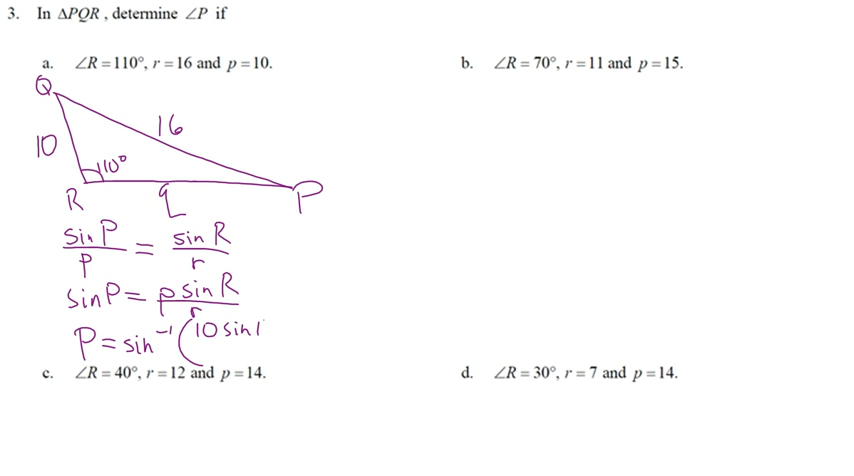 3. In ΔPQR, determine ∠P if
a. ∠R = 110°, r = 16 and p = 10.
b. ∠R = 70°, r = 11 and p = 15.
Q
16
10
110°
R
q
P
sin P / p = sin R / r
sin P = p sin R / r
P = sin⁻¹ (10 sin 1
c. ∠R = 40°, r = 12 and p = 14.
d. ∠R = 30°, r = 7 and p = 14.